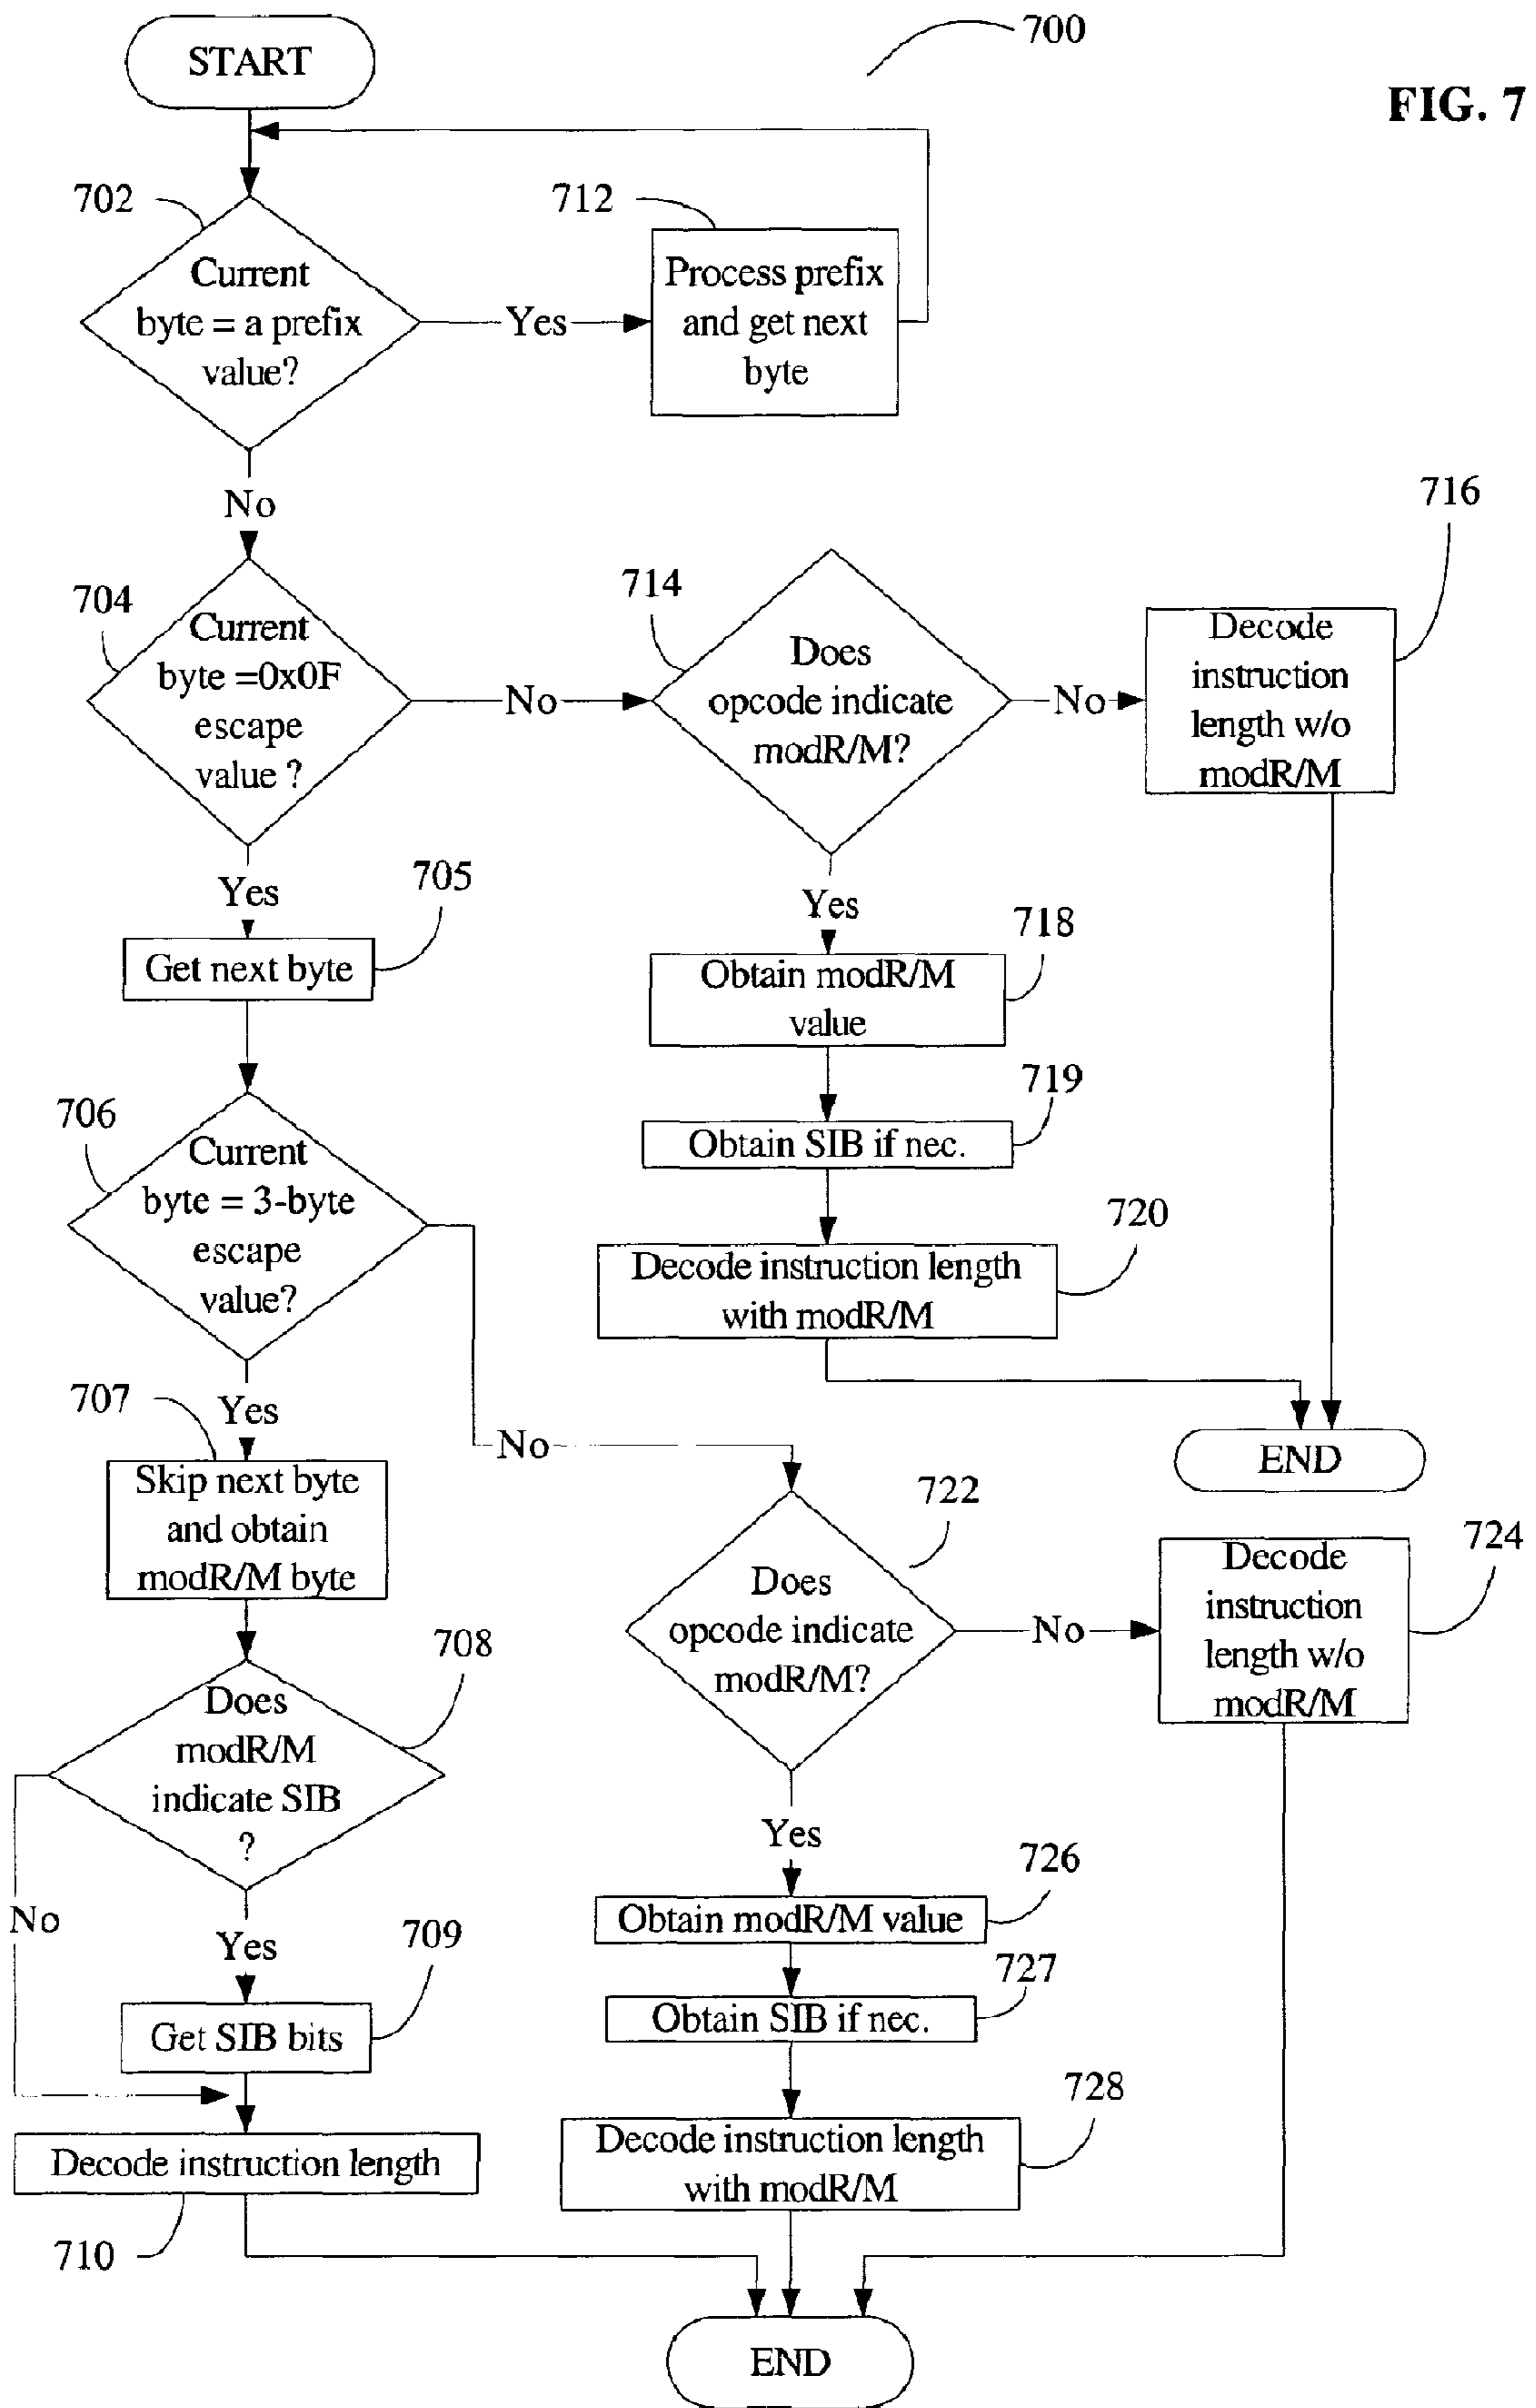 START
700
FIG. 7
702
Current
byte = a prefix
value?
Yes
712
Process prefix
and get next
byte
No
704
Current
byte =0x0F
escape
value ?
No
714
Does
opcode indicate
modR/M?
No
716
Decode
instruction
length w/o
modR/M
Yes
705
Get next byte
Yes
718
Obtain modR/M
value
719
Obtain SIB if nec.
720
Decode instruction length
with modR/M
END
706
Current
byte = 3-byte
escape
value?
No
Yes
707
Skip next byte
and obtain
modR/M byte
722
Does
opcode indicate
modR/M?
No
724
Decode
instruction
length w/o
modR/M
708
Does
modR/M
indicate SIB
?
No
Yes
709
Get SIB bits
Yes
726
Obtain modR/M value
727
Obtain SIB if nec.
728
Decode instruction length
with modR/M
Decode instruction length
710
END